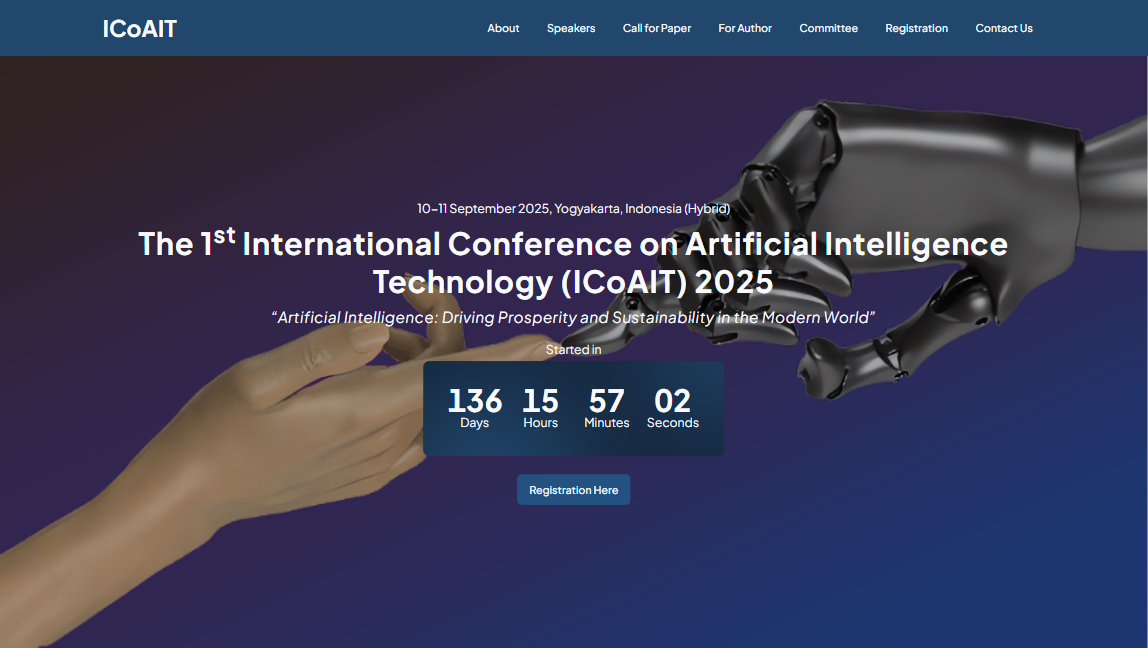 ICoAIT
About Speakers Call for Paper For Author Committee Registration Contact Us
10–11 September 2025, Yogyakarta, Indonesia (Hybrid)
The 1st International Conference on Artificial Intelligence
Technology (ICoAIT) 2025
“Artificial Intelligence: Driving Prosperity and Sustainability in the Modern World”
Started in
136 15 57 02
Days Hours Minutes Seconds
Registration Here